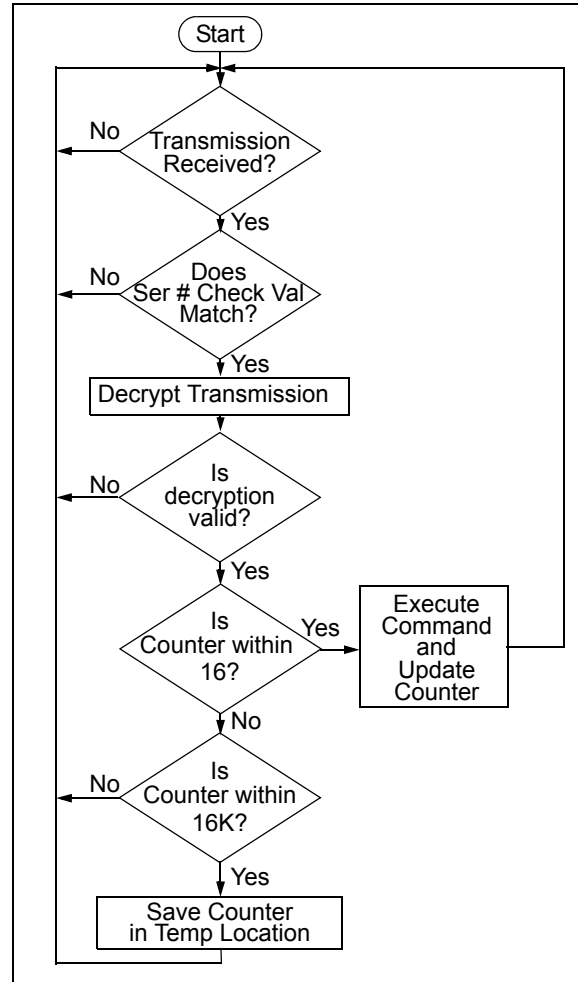 Start
No
Transmission
Received?
Yes
No
Does
Ser # Check Val
Match?
Yes
Decrypt Transmission
No
Is
decryption
valid?
Yes
Is
Counter within
16?
Yes
Execute
Command
and
Update
Counter
No
No
Is
Counter within
16K?
Yes
Save Counter
in Temp Location